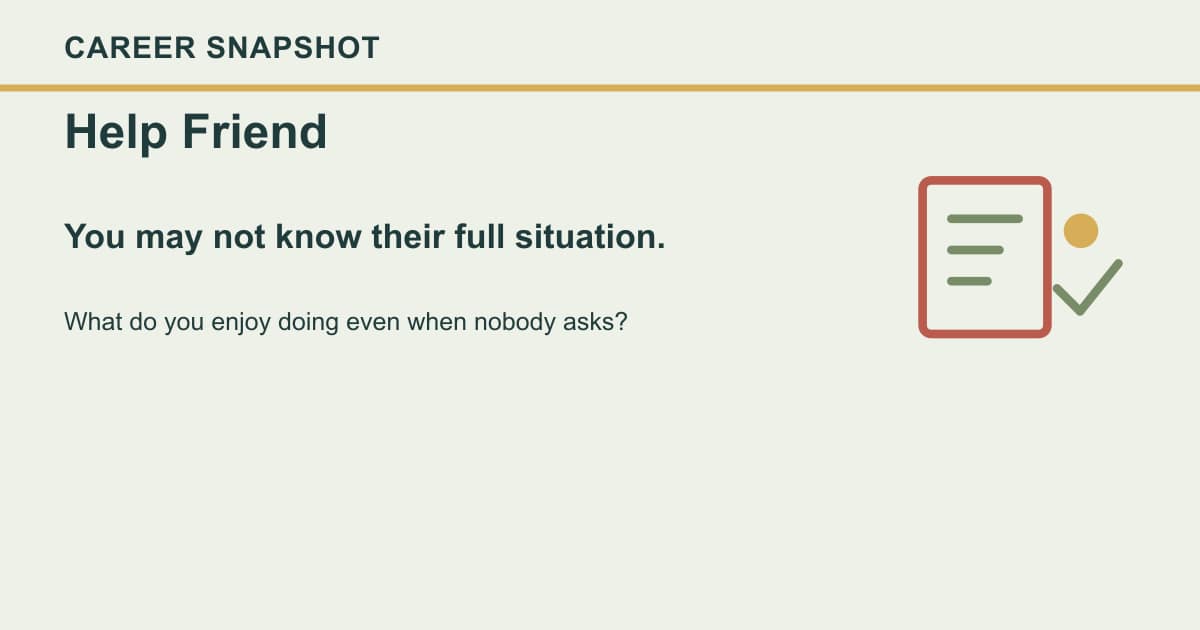 CAREER SNAPSHOT
Help Friend
You may not know their full situation.
What do you enjoy doing even when nobody asks?